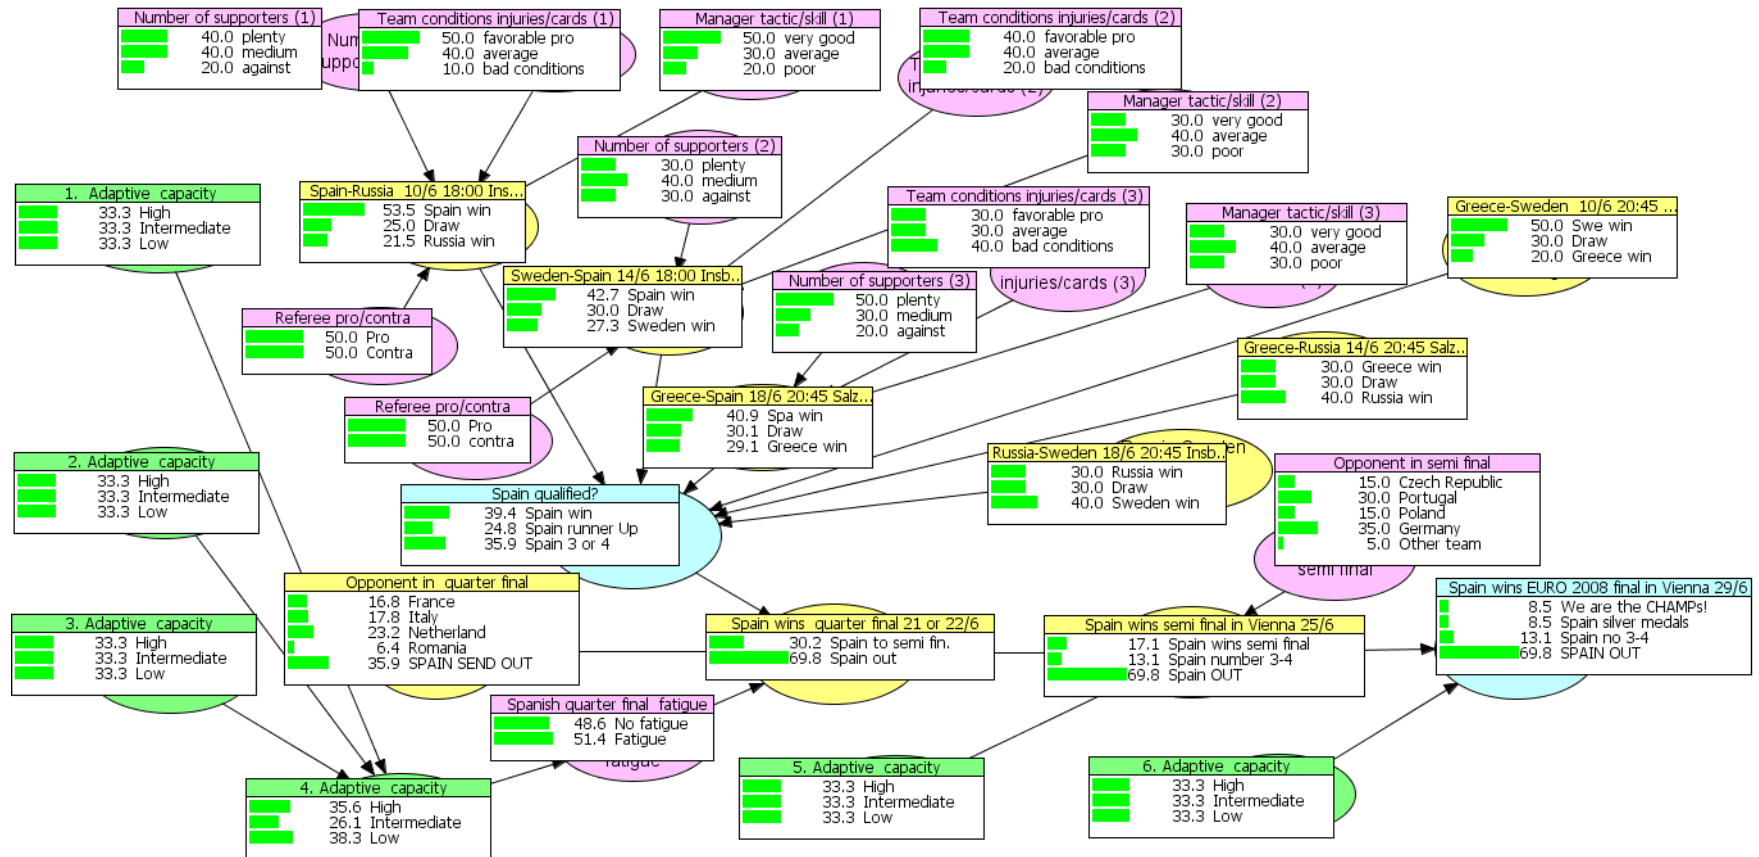 Number of supporters (1)
40.0 plenty
40.0 medium
20.0 against
Team conditions injuries/cards (1)
50.0 favorable pro
40.0 average
10.0 bad conditions
Manager tactic/skill (1)
50.0 very good
30.0 average
20.0 poor
Team conditions injuries/cards (2)
40.0 favorable pro
40.0 average
20.0 bad conditions
Manager tactic/skill (2)
30.0 very good
40.0 average
30.0 poor
Number of supporters (2)
30.0 plenty
40.0 medium
30.0 against
1. Adaptive capacity
33.3 High
33.3 Intermediate
33.3 Low
Spain-Russia 10/6 18:00 Ins...
53.5 Spain win
25.0 Draw
21.5 Russia win
Team conditions injuries/cards (3)
30.0 favorable pro
30.0 average
40.0 bad conditions
injuries/cards (3)
Manager tactic/skill (3)
30.0 very good
40.0 average
30.0 poor
Greece-Sweden 10/6 20:45 ...
50.0 Swe win
30.0 Draw
20.0 Greece win
Sweden-Spain 14/6 18:00 Insb..
42.7 Spain win
30.0 Draw
27.3 Sweden win
Number of supporters (3)
50.0 plenty
30.0 medium
20.0 against
Referee pro/contra
50.0 Pro
50.0 Contra
Greece-Russia 14/6 20:45 Salz..
30.0 Greece win
30.0 Draw
40.0 Russia win
Greece-Spain 18/6 20:45 Salz...
40.9 Spa win
30.1 Draw
29.1 Greece win
Referee pro/contra
50.0 Pro
50.0 contra
Russia-Sweden 18/6 20:45 Insb..
30.0 Russia win
30.0 Draw
40.0 Sweden win
2. Adaptive capacity
33.3 High
33.3 Intermediate
33.3 Low
Opponent in semi final
15.0 Czech Republic
30.0 Portugal
15.0 Poland
35.0 Germany
5.0 Other team
semi final
Spain qualified?
39.4 Spain win
24.8 Spain runner Up
35.9 Spain 3 or 4
Opponent in quarter final
16.8 France
17.8 Italy
23.2 Netherland
6.4 Romania
35.9 SPAIN SEND OUT
Spain wins EURO 2008 final in Vienna 29/6
8.5 We are the CHAMPs!
8.5 Spain silver medals
13.1 Spain no 3-4
69.8 SPAIN OUT
3. Adaptive capacity
33.3 High
33.3 Intermediate
33.3 Low
Spain wins quarter final 21 or 22/6
30.2 Spain to semi fin.
69.8 Spain out
Spain wins semi final in Vienna 25/6
17.1 Spain wins semi final
13.1 Spain number 3-4
69.8 Spain OUT
Spanish quarter final fatigue
48.6 No fatigue
51.4 Fatigue
fatigue
4. Adaptive capacity
35.6 High
26.1 Intermediate
38.3 Low
5. Adaptive capacity
33.3 High
33.3 Intermediate
33.3 Low
6. Adaptive capacity
33.3 High
33.3 Intermediate
33.3 Low